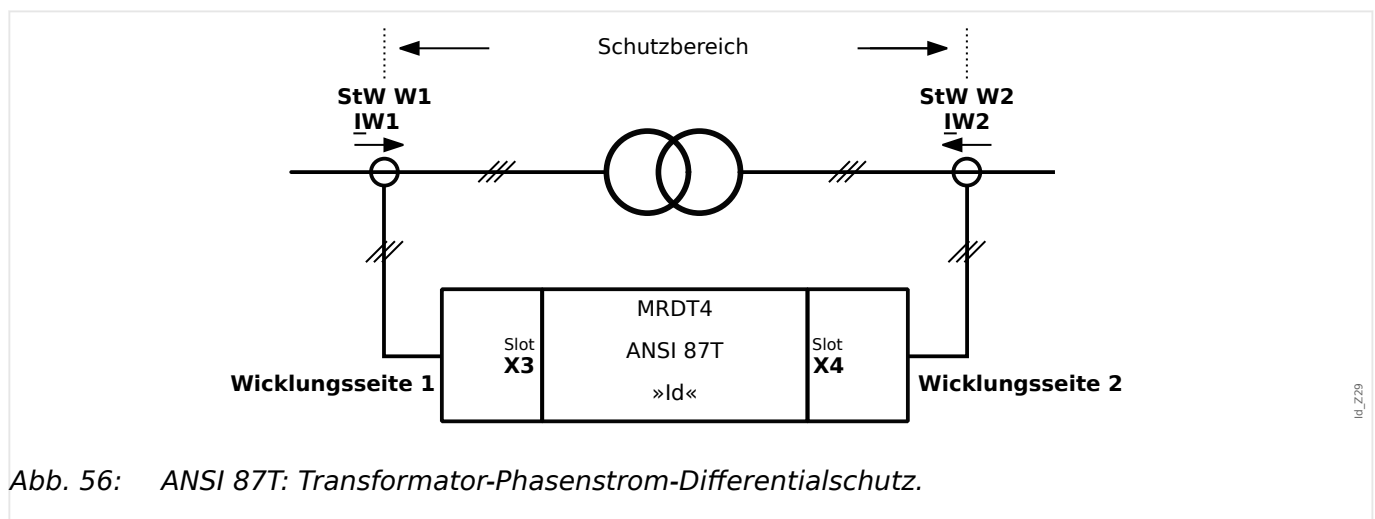 Schutzbereich
StW W1
IW1
StW W2
IW2
MRDT4
ANSI 87T
»Id«
Slot
X3
Slot
X4
Wicklungsseite 1
Wicklungsseite 2
Id_Z29
Abb. 56: ANSI 87T: Transformator-Phasenstrom-Differentialschutz.